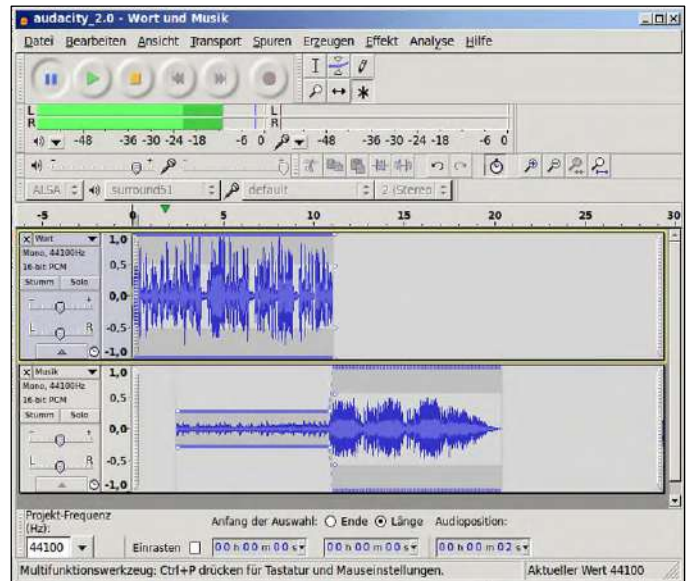 audacity_2.0 - Wort und Musik
Datei Bearbeiten Ansicht Transport Spuren Erzeugen Effekt Analyse Hilfe
L L
R R
-48 -36 -30 -24 -18 -6 0 -48 -36 -30 -24 -18 -6 0
ALSA surround51 default 2 (Stereo
-5 0 5 10 15 20 25 30
X Wort 1,0
Mono, 44100Hz
16-bit PCM 0,5
Stumm Solo
- + 0,0
L R -0,5
-1,0
X Musik 1,0
Mono, 44100Hz
16-bit PCM 0,5
Stumm Solo
- + 0,0
L R -0,5
-1,0
Projekt-Frequenz
(Hz): Anfang der Auswahl: Ende Länge Audioposition:
44100 Einrasten 00 h 00 m 00 s 00 h 00 m 00 s 00 h 00 m 02 s
Multifunktionswerkzeug: Ctrl+P drücken für Tastatur und Mauseinstellungen. Aktueller Wert 44100